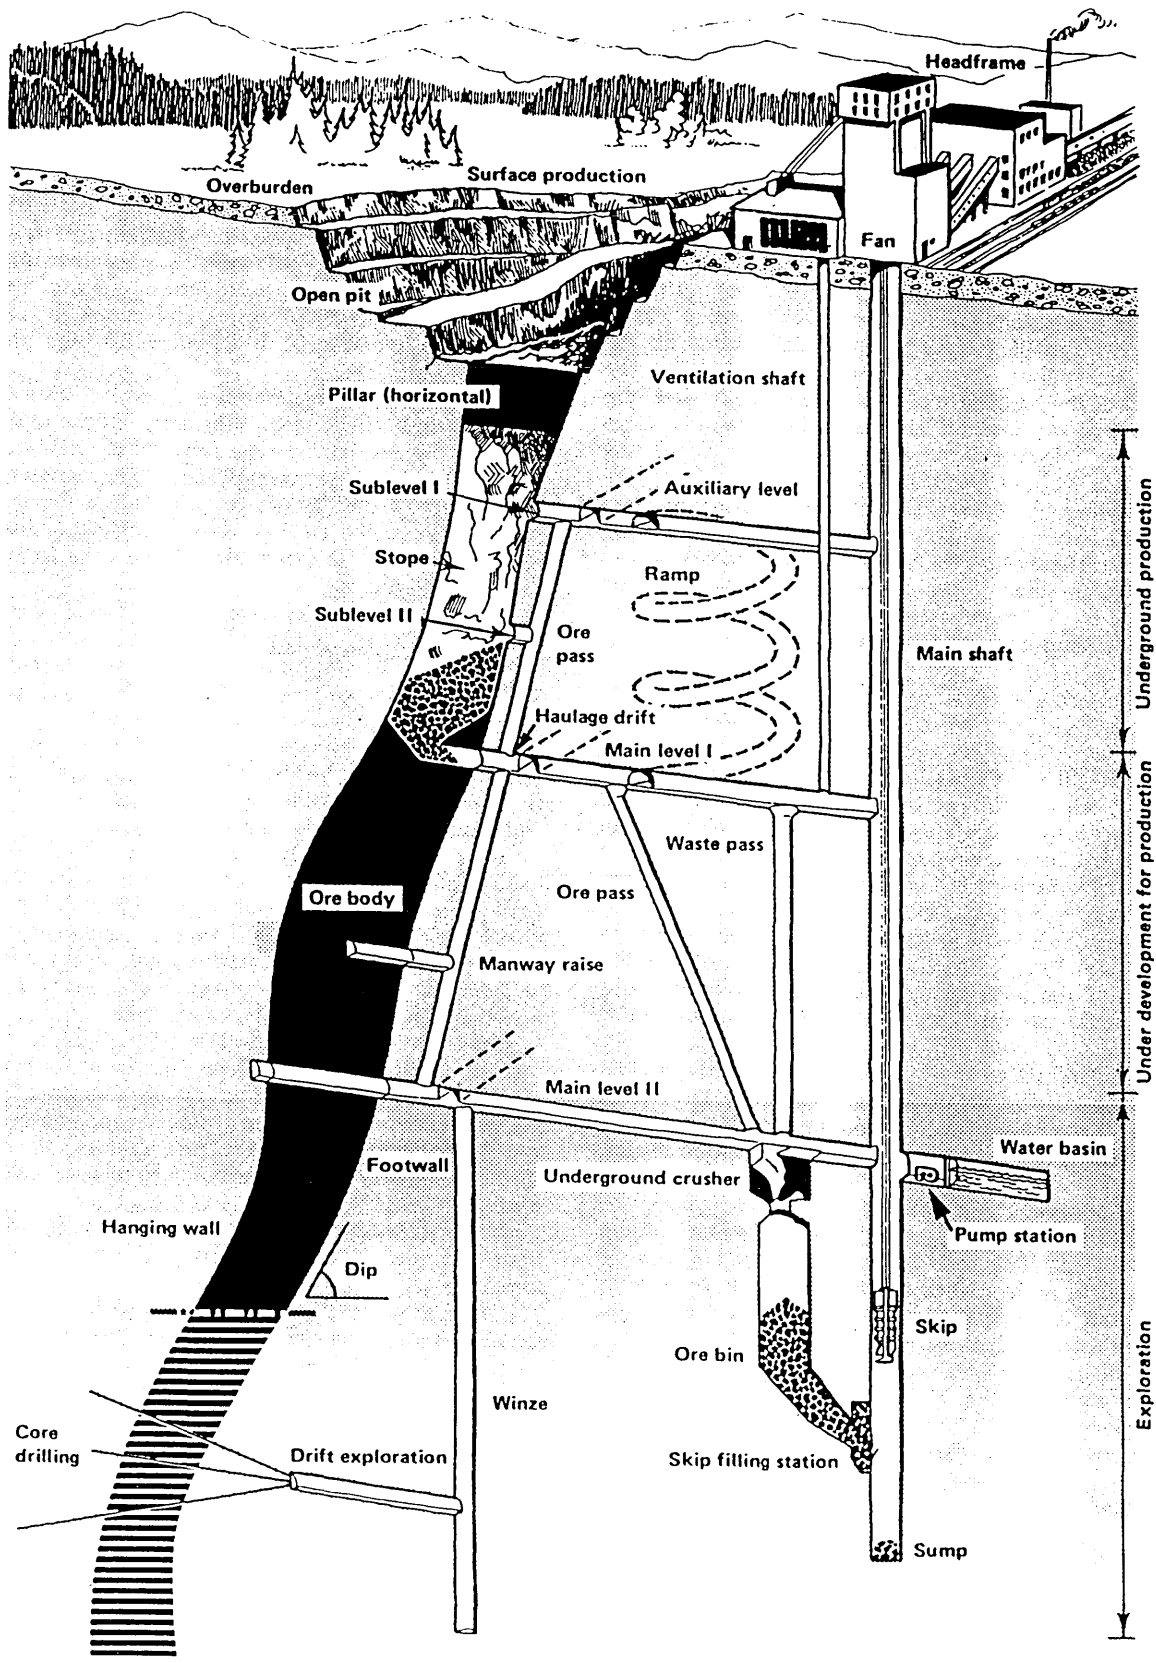 Headframe
Surface production
Overburden
Fan
Open pit
Ventilation shaft
Pillar (horizontal)
Sublevel I
Auxiliary level
Stope
Ramp
Sublevel II
Ore
pass
Main shaft
Underground production
Haulage drift
Main level I
Waste pass
Ore pass
Ore body
Manway raise
Under development for production
Main level II
Water basin
Footwall
Underground crusher
Hanging wall
Pump station
Dip
Skip
Ore bin
Exploration
Winze
Core
drilling
Drift exploration
Skip filling station
Sump